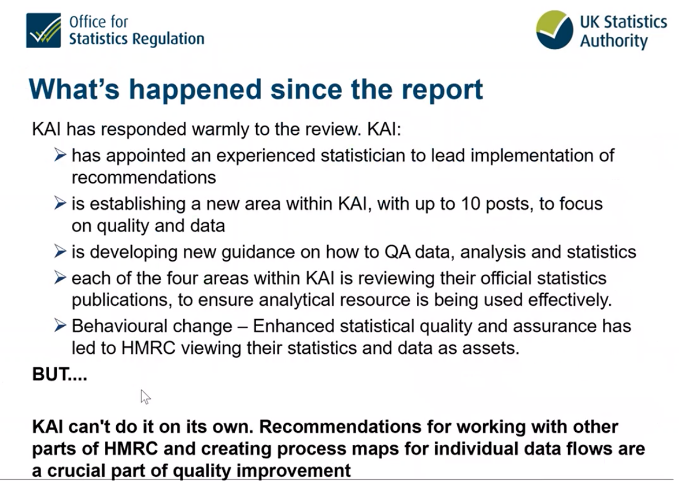 Office for
Statistics Regulation
UK Statistics
Authority
What's happened since the report
KAI has responded warmly to the review. KAI:
has appointed an experienced statistician to lead implementation of
recommendations
is establishing a new area within KAI, with up to 10 posts, to focus
on quality and data
is developing new guidance on how to QA data, analysis and statistics
each of the four areas within KAI is reviewing their official statistics
publications, to ensure analytical resource is being used effectively.
Behavioural change – Enhanced statistical quality and assurance has
led to HMRC viewing their statistics and data as assets.
BUT....
KAI can't do it on its own. Recommendations for working with other
parts of HMRC and creating process maps for individual data flows are
a crucial part of quality improvement